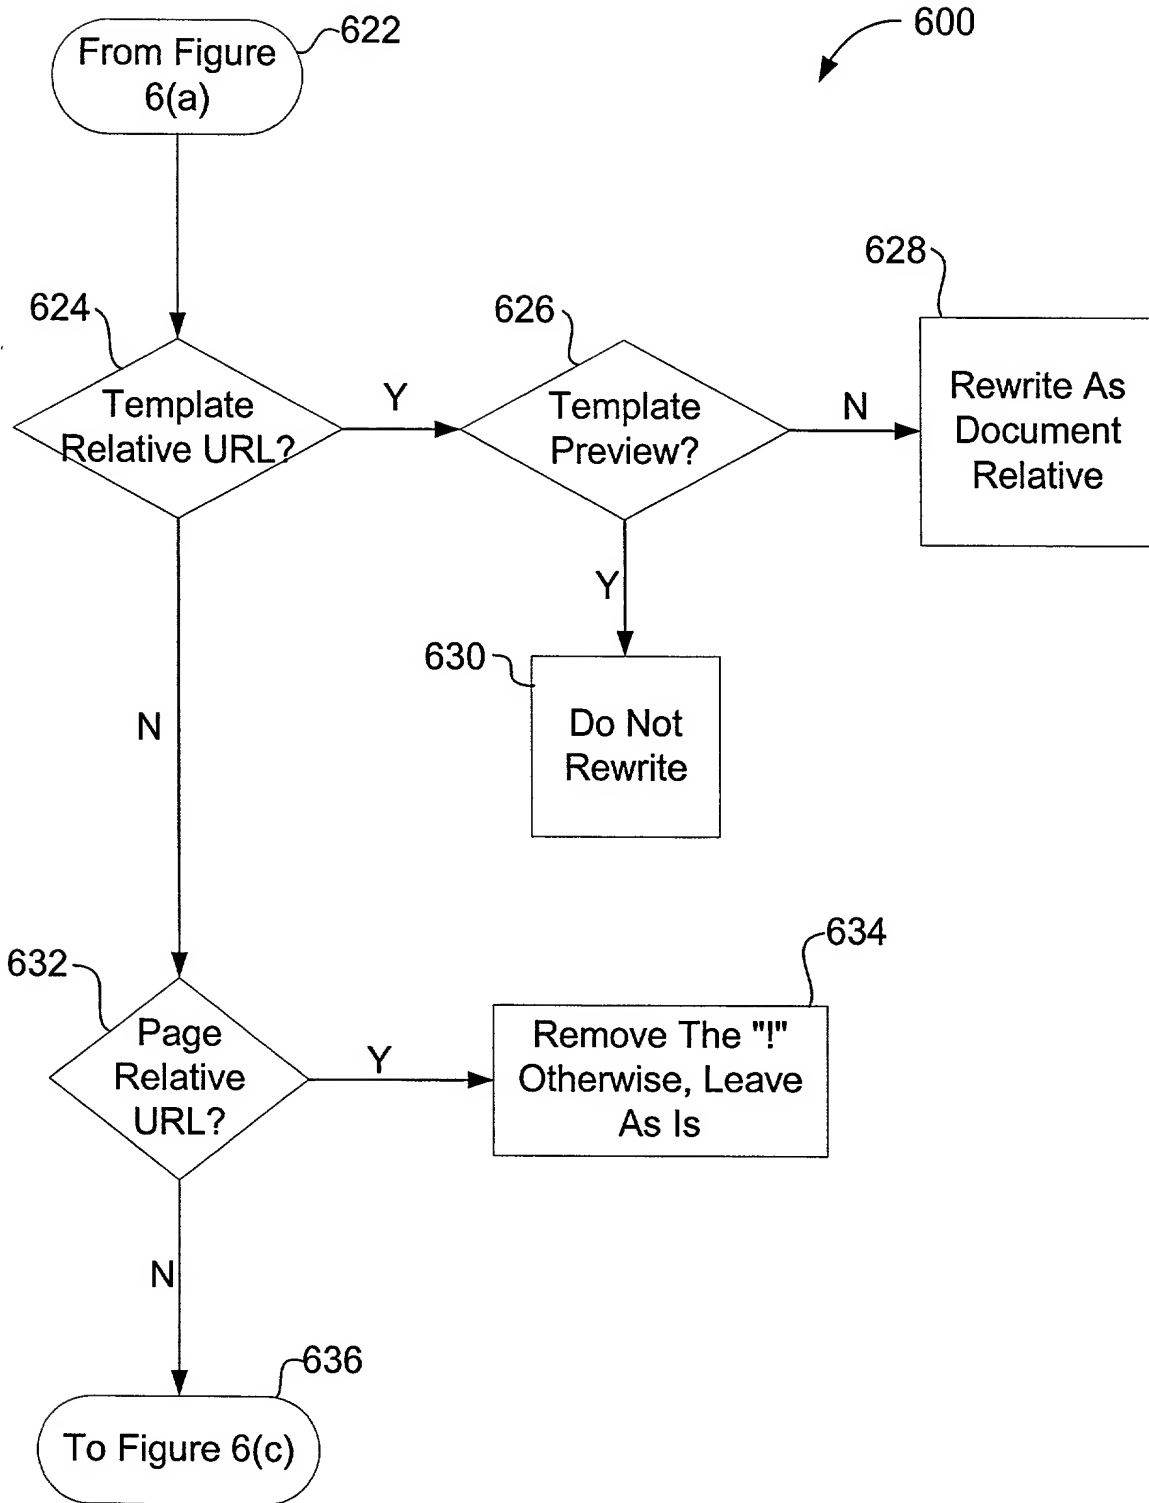 600
From Figure
6(a)
622
624
Template
Relative URL?
Y
626
Template
Preview?
N
628
Rewrite As
Document
Relative
Y
630
Do Not
Rewrite
N
632
Page
Relative
URL?
Y
634
Remove The "!"
Otherwise, Leave
As Is
N
636
To Figure 6(c)